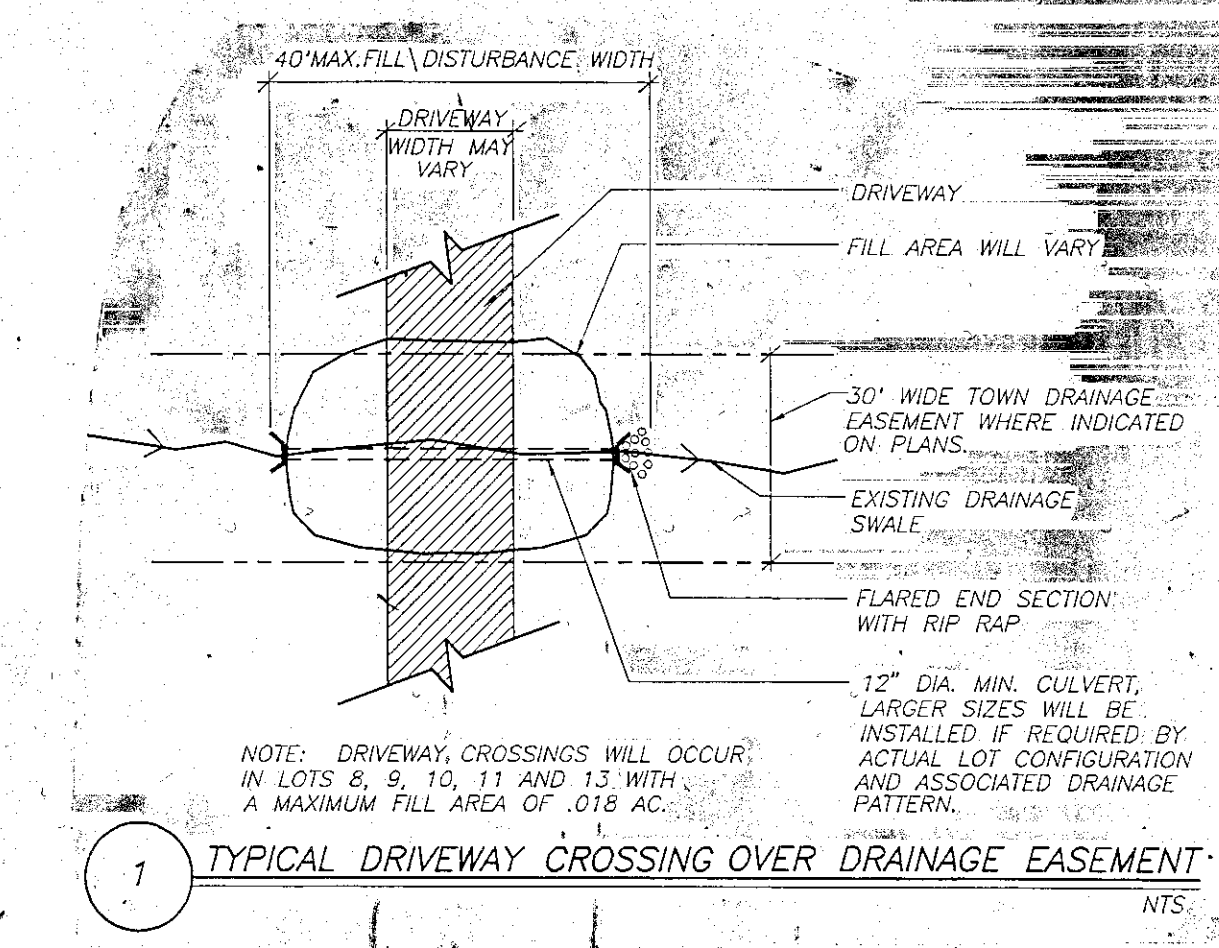 40'MAX.FILL\ DISTURBANCE WIDTH
DRIVEWAY
WIDTH MAY
VARY
DRIVEWAY
FILL AREA WILL VARY
30' WIDE TOWN DRAINAGE
EASEMENT WHERE INDICATED
ON PLANS.
EXISTING DRAINAGE
SWALE
FLARED END SECTION
WITH RIP RAP
12" DIA. MIN. CULVERT,
LARGER SIZES WILL BE
INSTALLED IF REQUIRED BY
ACTUAL LOT CONFIGURATION
AND ASSOCIATED DRAINAGE
PATTERN.
NOTE: DRIVEWAY CROSSINGS WILL OCCUR
IN LOTS 8, 9, 10, 11 AND 13 WITH
A MAXIMUM FILL AREA OF .018 AC.
1 TYPICAL DRIVEWAY CROSSING OVER DRAINAGE EASEMENT
NTS